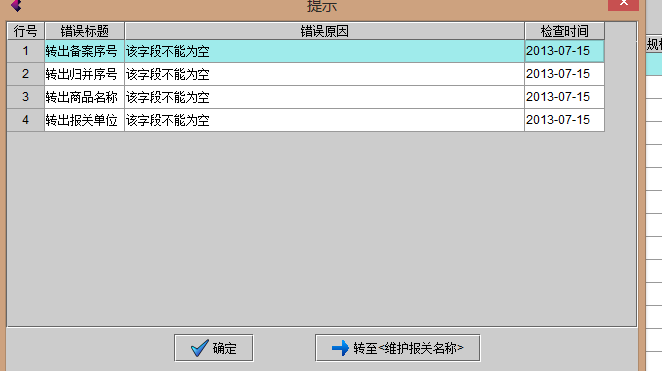 提示
行号 错误标题 错误原因 检查时间
1 转出备案序号 该字段不能为空 2013-07-15
2 转出归并序号 该字段不能为空 2013-07-15
3 转出商品名称 该字段不能为空 2013-07-15
4 转出报关单位 该字段不能为空 2013-07-15
确定 转至<维护报关名称>